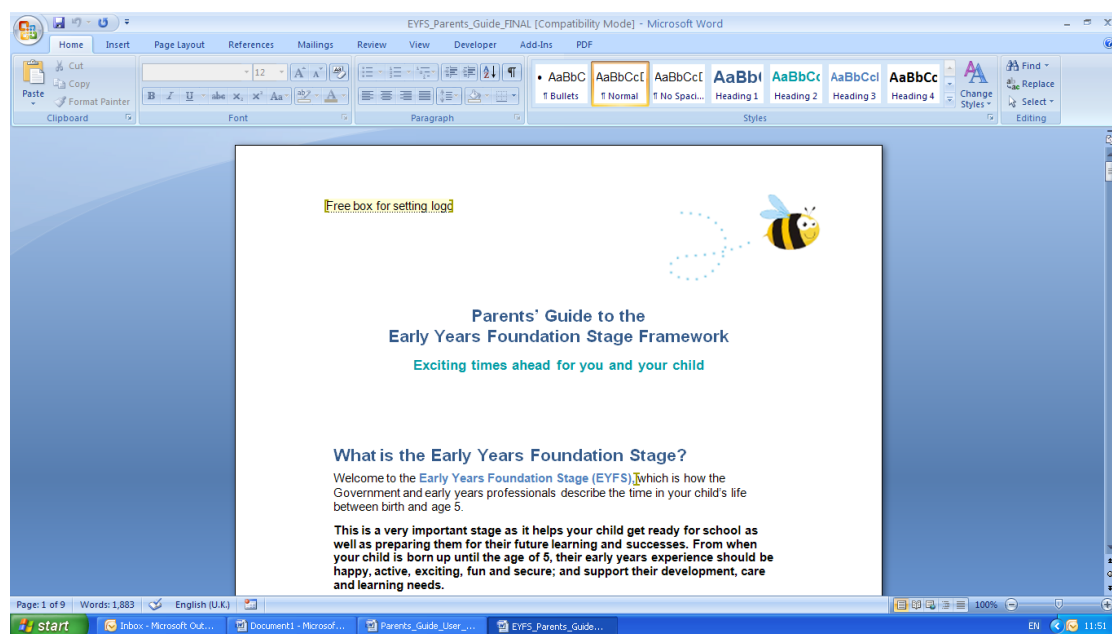 EYFS_Parents_Guide_FINAL [Compatibility Mode] - Microsoft Word
Home Insert Page Layout References Mailings Review View Developer Add-Ins PDF
Paste
Cut
Copy
Format Painter
Clipboard
12
B I U abc x₂ x² Aa
Font
Paragraph
AaBbC AaBbCcI AaBbCcI AaBb( AaBbC AaBbCcI AaBbCc
Bullets Normal No Spaci... Heading 1 Heading 2 Heading 3 Heading 4
Change Styles
Styles
Find
Replace
Select
Editing
Free box for setting logo
Parents' Guide to the
Early Years Foundation Stage Framework
Exciting times ahead for you and your child
What is the Early Years Foundation Stage?
Welcome to the Early Years Foundation Stage (EYFS), which is how the
Government and early years professionals describe the time in your child's life
between birth and age 5.
This is a very important stage as it helps your child get ready for school as
well as preparing them for their future learning and successes. From when
your child is born up until the age of 5, their early years experience should be
happy, active, exciting, fun and secure; and support their development, care
and learning needs.
Page: 1 of 9 Words: 1,883 English (U.K.) 100%
start Inbox - Microsoft Out... Document1 - Microsof... Parents_Guide_User_... EYFS_Parents_Guide... EN 11:51